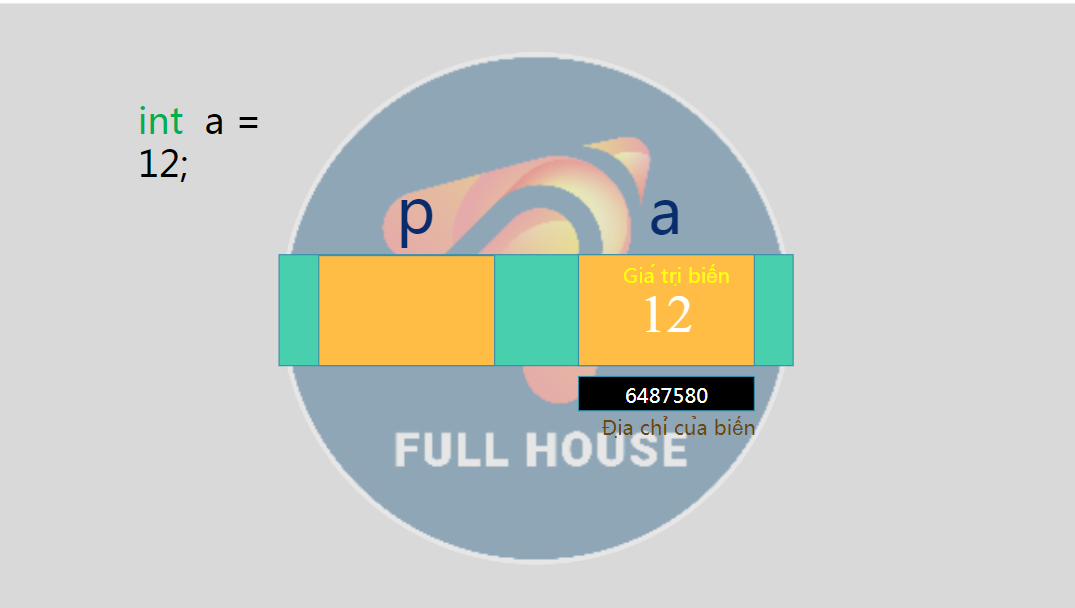 int a =
12;
p
a
Giá trị biến
12
6487580
Địa chỉ của biến
FULL HOUSE